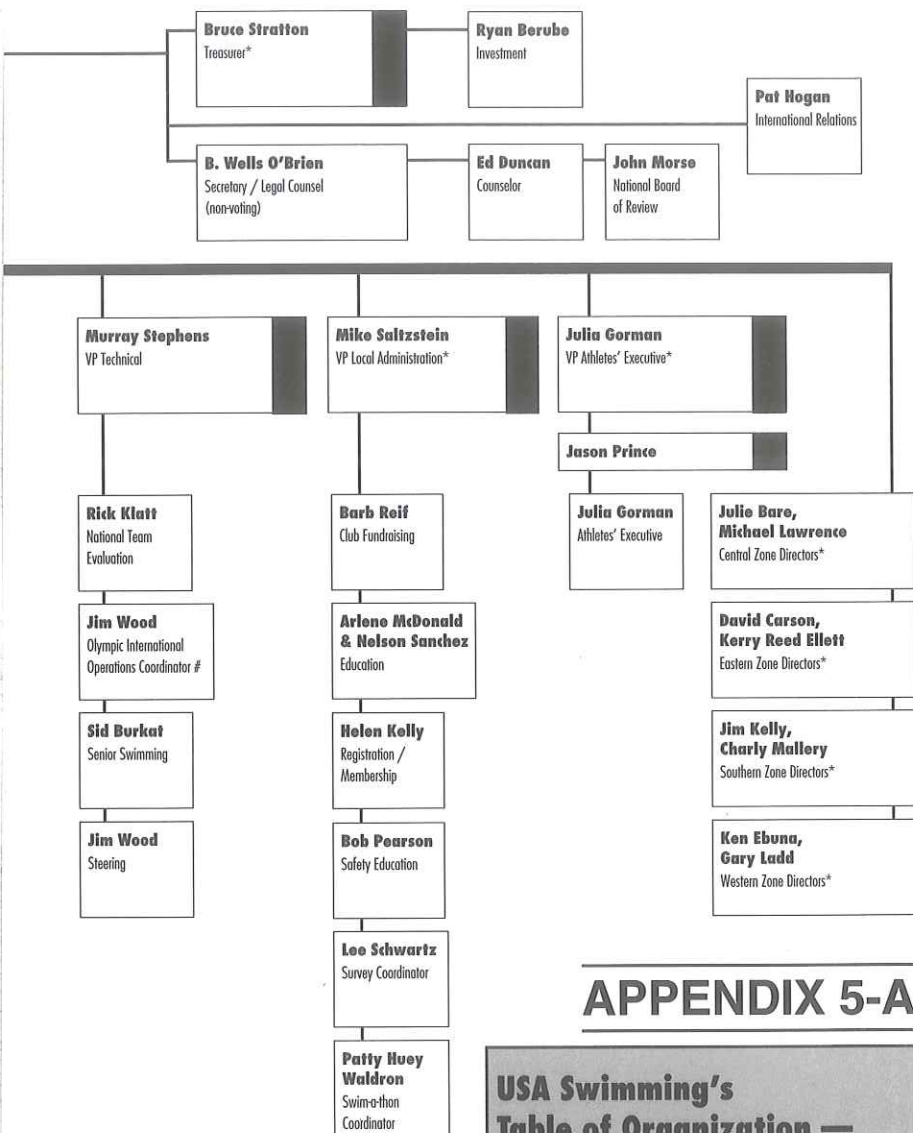 Bruce Stratton
Treasurer*
Ryan Berube
Investment
Pat Hogan
International Relations
B. Wells O'Brien
Secretary / Legal Counsel
(non-voting)
Ed Duncan
Counselor
John Morse
National Board
of Review
Murray Stephens
VP Technical
Mike Saltzstein
VP Local Administration*
Julia Gorman
VP Athletes' Executive*
Jason Prince
Rick Klatt
National Team
Evaluation
Jim Wood
Olympic International
Operations Coordinator #
Sid Burkat
Senior Swimming
Jim Wood
Steering
Barb Reif
Club Fundraising
Arlene McDonald
& Nelson Sanchez
Education
Helen Kelly
Registration /
Membership
Bob Pearson
Safety Education
Lee Schwartz
Survey Coordinator
Patty Huey
Waldron
Swim-a-thon
Coordinator
Julia Gorman
Athletes' Executive
Julie Bare,
Michael Lawrence
Central Zone Directors*
David Carson,
Kerry Reed Ellett
Eastern Zone Directors*
Jim Kelly,
Charly Mallery
Southern Zone Directors*
Ken Ebuna,
Gary Ladd
Western Zone Directors*
APPENDIX 5-A
USA Swimming's
Table of Organization —